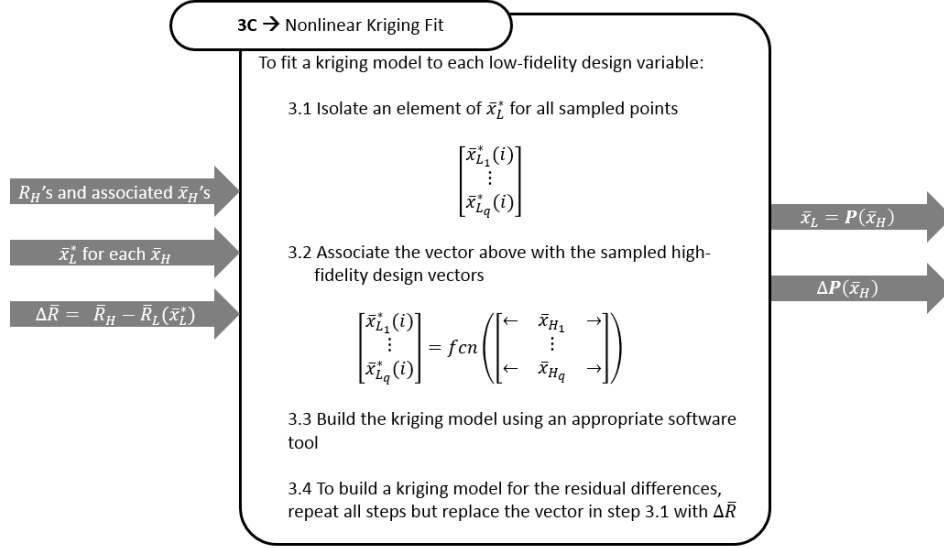 3C → Nonlinear Kriging Fit
To fit a kriging model to each low-fidelity design variable:
3.1 Isolate an element of x̄*_L for all sampled points
[x̄*_L₁(i)
⋮
x̄*_Lq(i)]
R_H's and associated x̄_H's
x̄*_L for each x̄_H
ΔR̄ = R̄_H − R̄_L(x̄*_L)
3.2 Associate the vector above with the sampled high-
fidelity design vectors
[x̄*_L₁(i) ⋮ x̄*_Lq(i)] = fcn([← x̄_H₁ → ⋮ ← x̄_Hq →])
3.3 Build the kriging model using an appropriate software
tool
3.4 To build a kriging model for the residual differences,
repeat all steps but replace the vector in step 3.1 with ΔR̄
x̄_L = P(x̄_H)
ΔP(x̄_H)